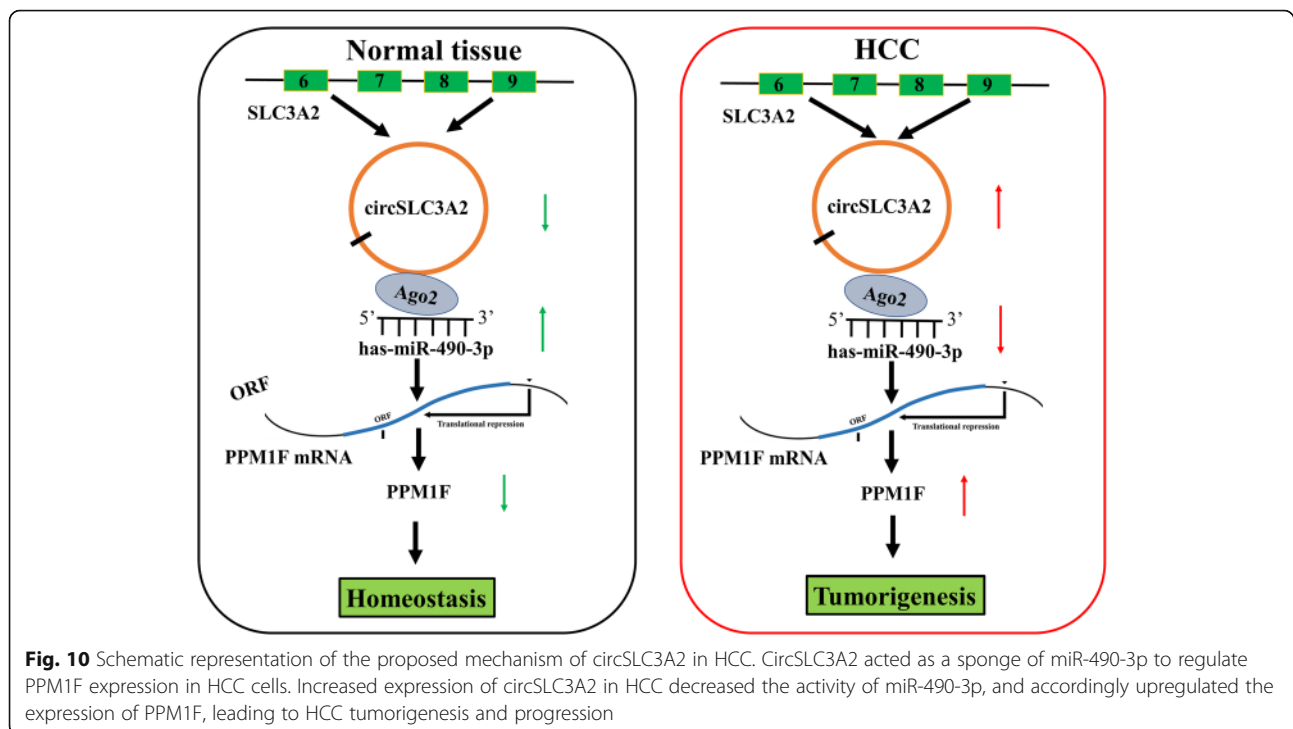 Normal tissue
6 7 8 9
SLC3A2
circSLC3A2
Ago2
5’ 3’
has-miR-490-3p
ORF
ORF
Translational repression
PPM1F mRNA
PPM1F
Homeostasis
HCC
6 7 8 9
SLC3A2
circSLC3A2
Ago2
5’ 3’
has-miR-490-3p
ORF
Translational repression
PPM1F mRNA
PPM1F
Tumorigenesis
Fig. 10 Schematic representation of the proposed mechanism of circSLC3A2 in HCC. CircSLC3A2 acted as a sponge of miR-490-3p to regulate
PPM1F expression in HCC cells. Increased expression of circSLC3A2 in HCC decreased the activity of miR-490-3p, and accordingly upregulated the
expression of PPM1F, leading to HCC tumorigenesis and progression